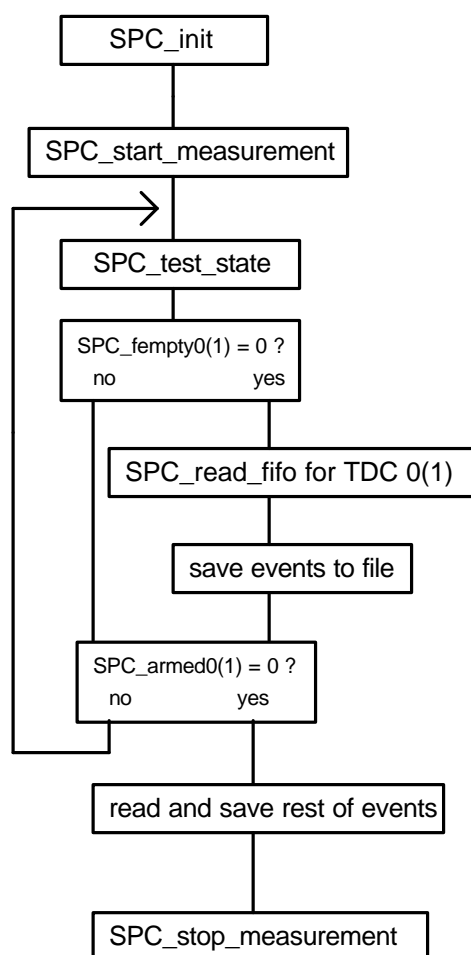 SPC_init
SPC_start_measurement
SPC_test_state
SPC_fempty0(1) = 0 ?
no yes
SPC_read_fifo for TDC 0(1)
save events to file
SPC_armed0(1) = 0 ?
no yes
read and save rest of events
SPC_stop_measurement